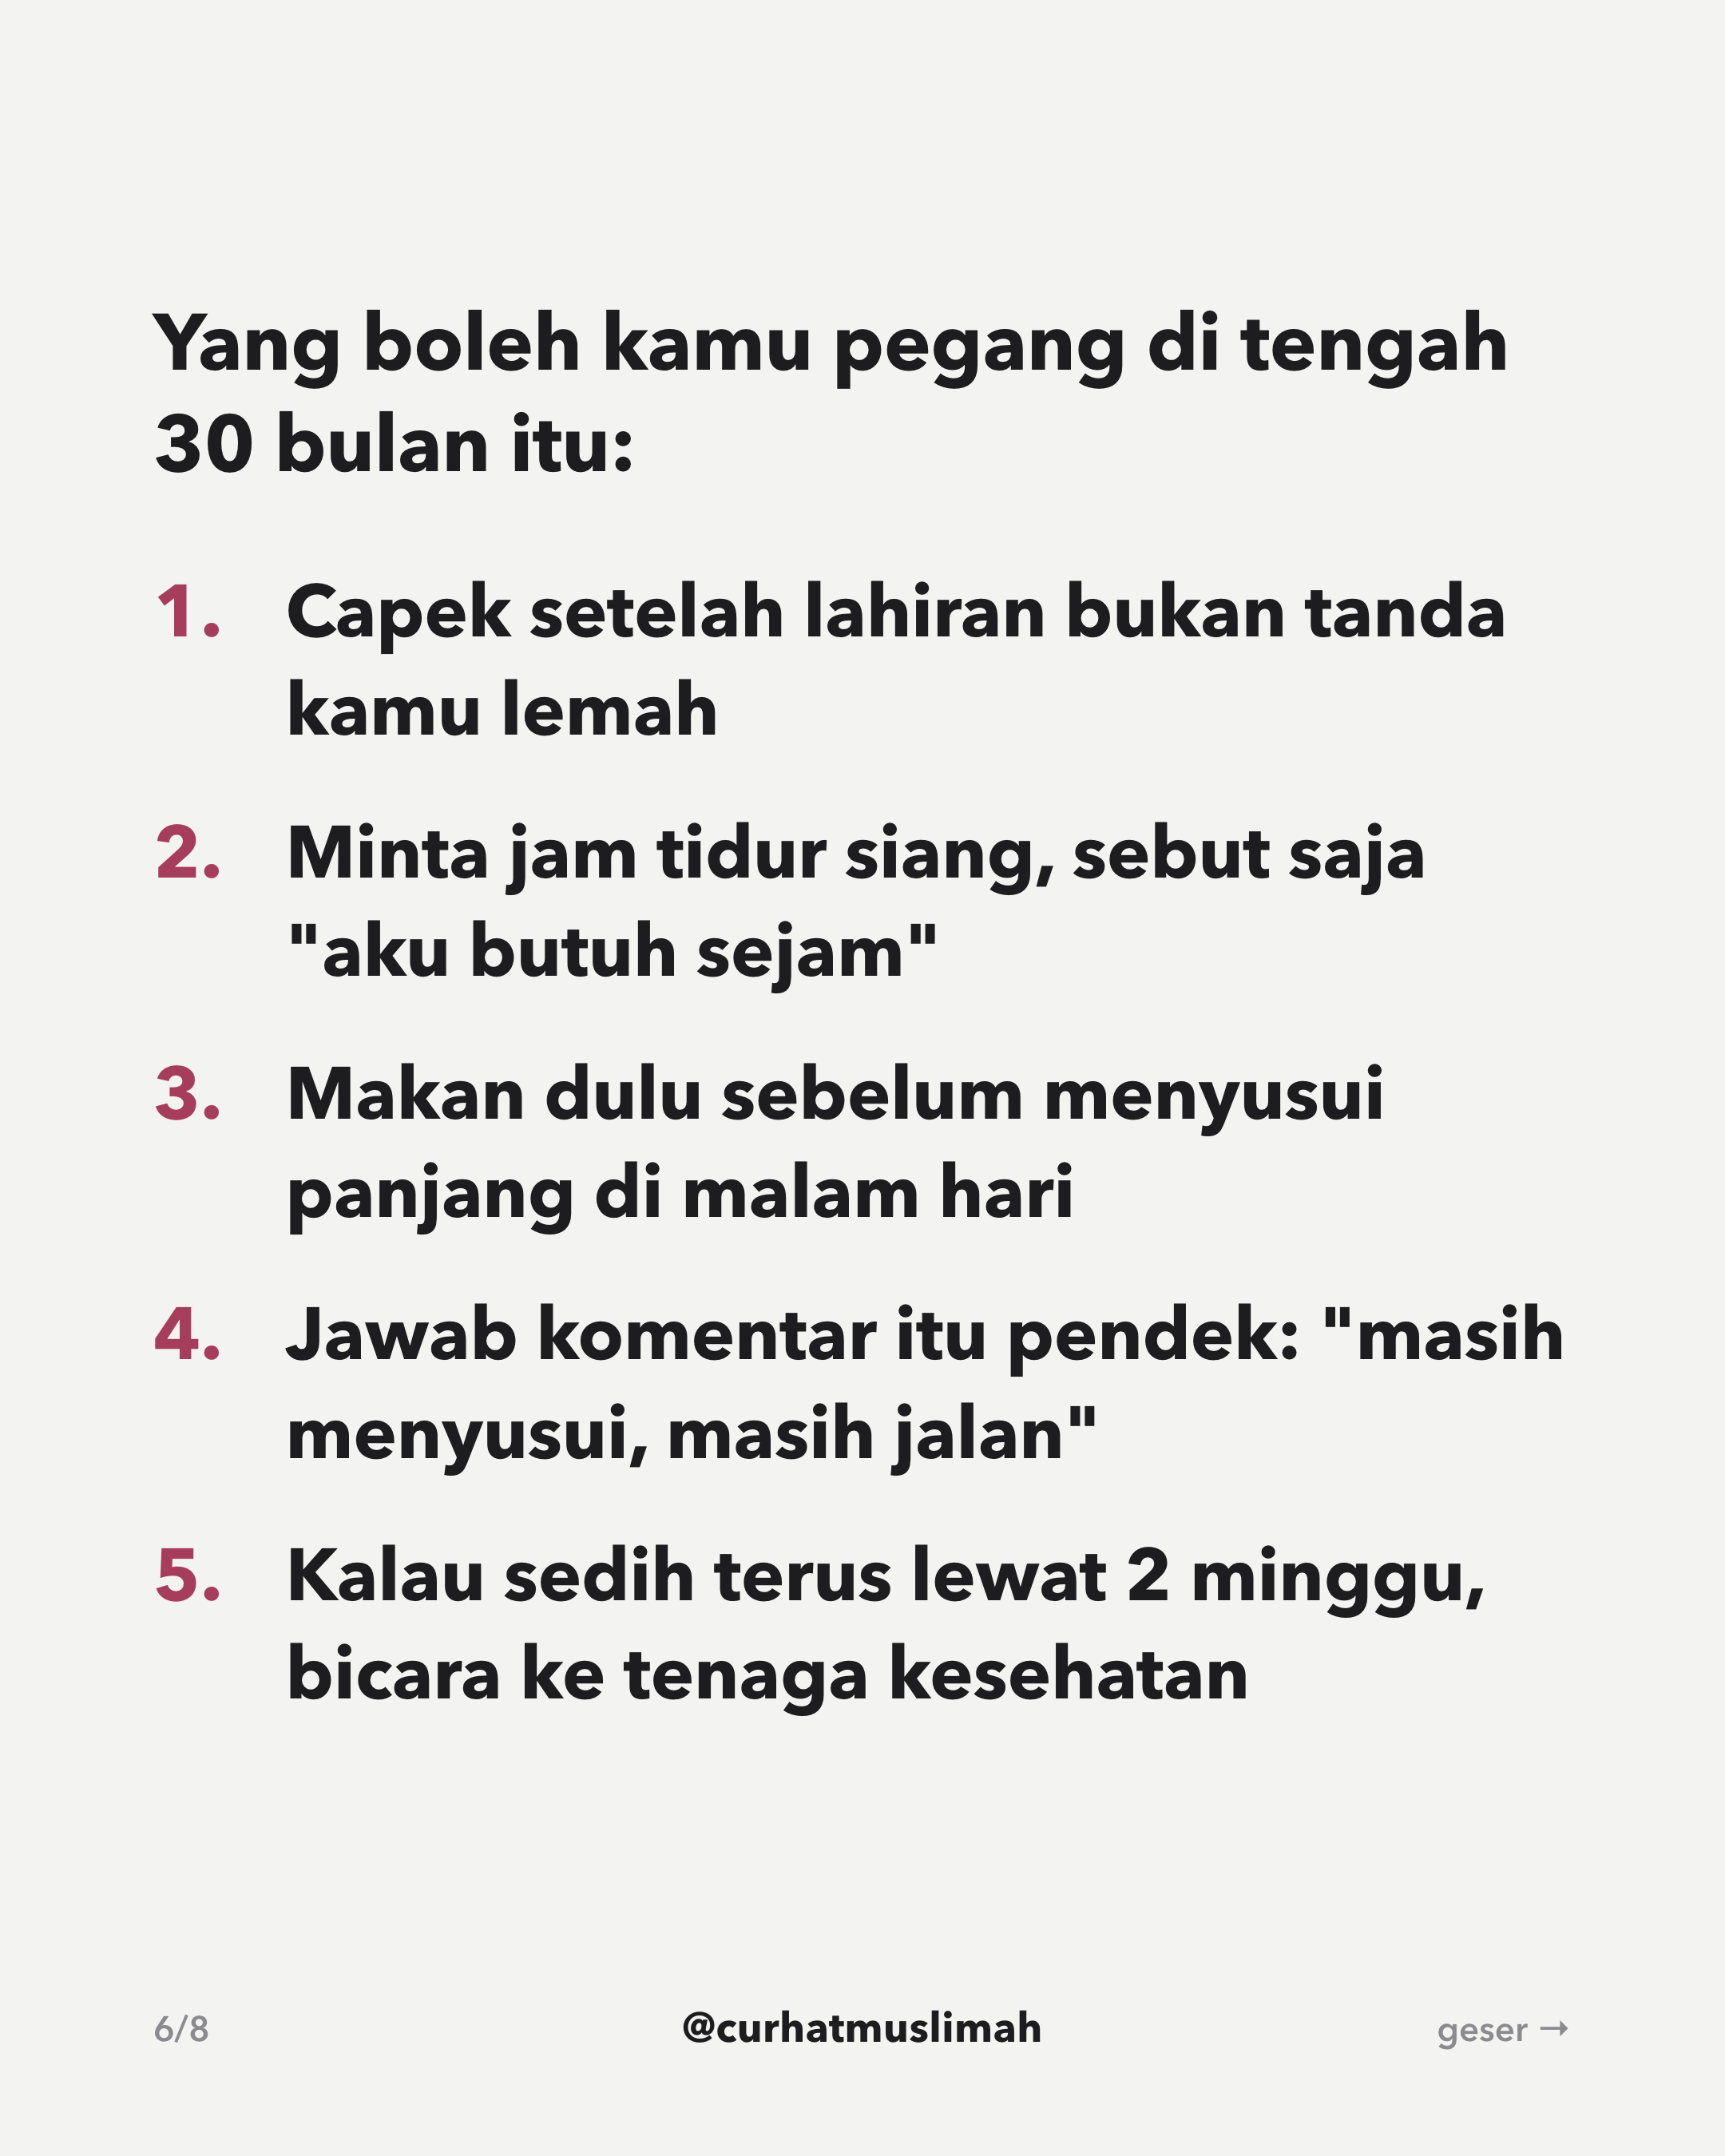 Yang boleh kamu pegang di tengah
30 bulan itu:
1. Capek setelah lahiran bukan tanda
kamu lemah
2. Minta jam tidur siang, sebut saja
"aku butuh sejam"
3. Makan dulu sebelum menyusui
panjang di malam hari
4. Jawab komentar itu pendek: "masih
menyusui, masih jalan"
5. Kalau sedih terus lewat 2 minggu,
bicara ke tenaga kesehatan
6/8 @curhatmuslimah geser →